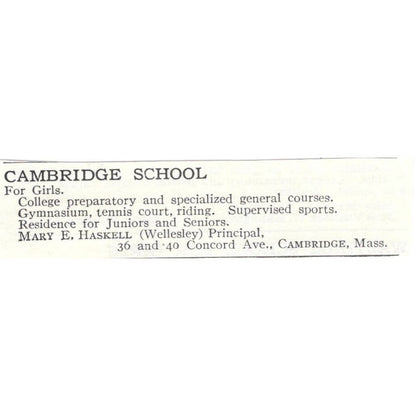 CAMBRIDGE SCHOOL
For Girls.
College preparatory and specialized general courses.
Gymnasium, tennis court, riding. Supervised sports.
Residence for Juniors and Seniors.
MARY E. HASKELL (Wellesley) Principal,
36 and 40 Concord Ave., CAMBRIDGE, Mass.